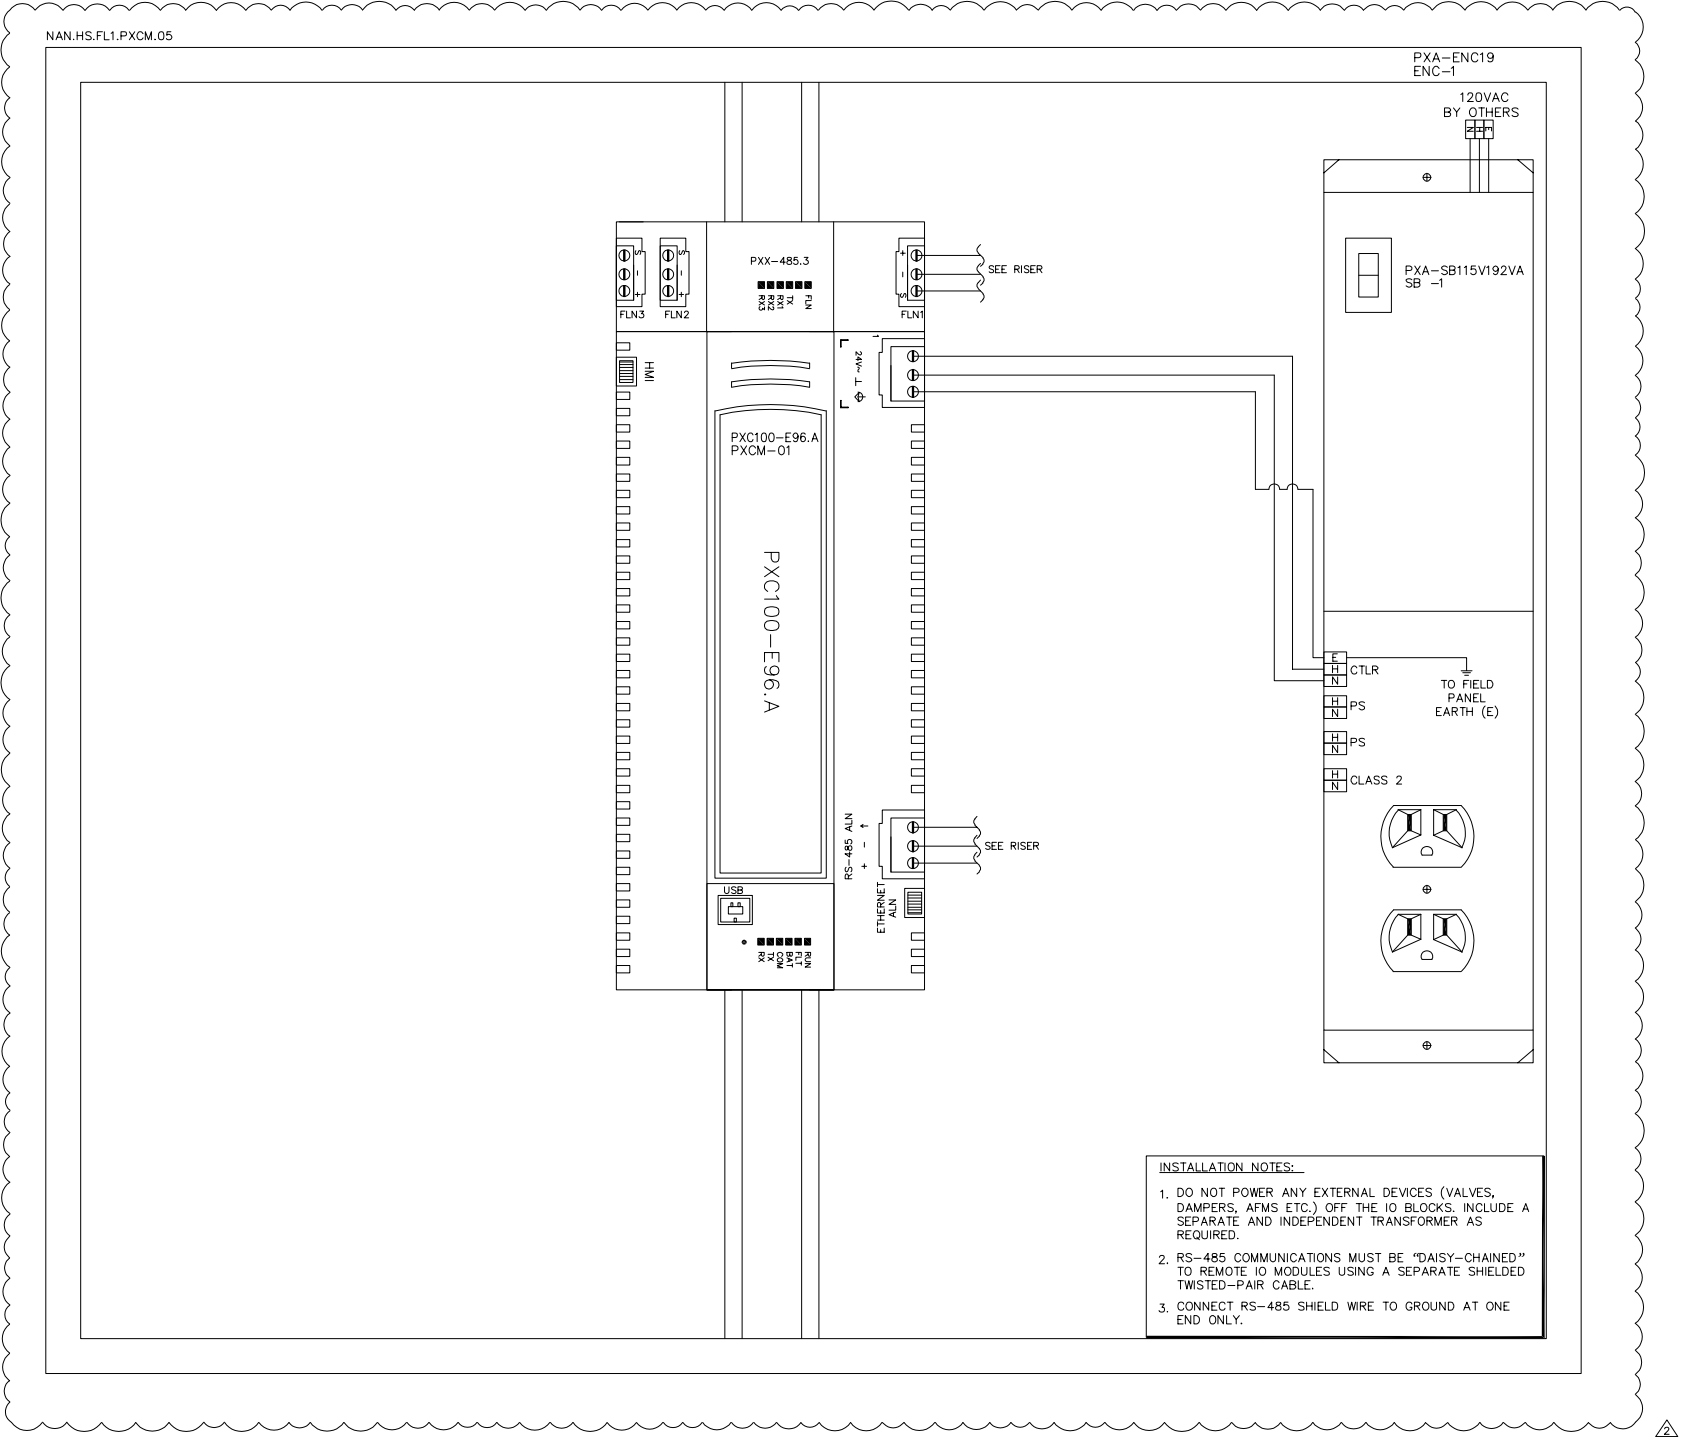 NAN.HS.FL1.PXCM.05
PXA-ENC19
ENC-1
120VAC
BY OTHERS
N H E
PXX-485.3
RX3 RX2 RX1 TX FLN
S - +
FLN3
S - +
FLN2
+ - S
FLN1
SEE RISER
PXA-SB115V192VA
SB -1
HMI
1
24V~
PXC100-E96.A
PXCM-01
PXC100-E96.A
E
H
N
CTLR
TO FIELD
PANEL
EARTH (E)
H
N
PS
H
N
PS
H
N
CLASS 2
RS-485 ALN
- +
SEE RISER
ETHERNET
ALN
USB
RX TX COM BAT FLT RUN
INSTALLATION NOTES:
1. DO NOT POWER ANY EXTERNAL DEVICES (VALVES,
DAMPERS, AFMS ETC.) OFF THE IO BLOCKS. INCLUDE A
SEPARATE AND INDEPENDENT TRANSFORMER AS
REQUIRED.
2. RS-485 COMMUNICATIONS MUST BE “DAISY-CHAINED”
TO REMOTE IO MODULES USING A SEPARATE SHIELDED
TWISTED-PAIR CABLE.
3. CONNECT RS-485 SHIELD WIRE TO GROUND AT ONE
END ONLY.
2